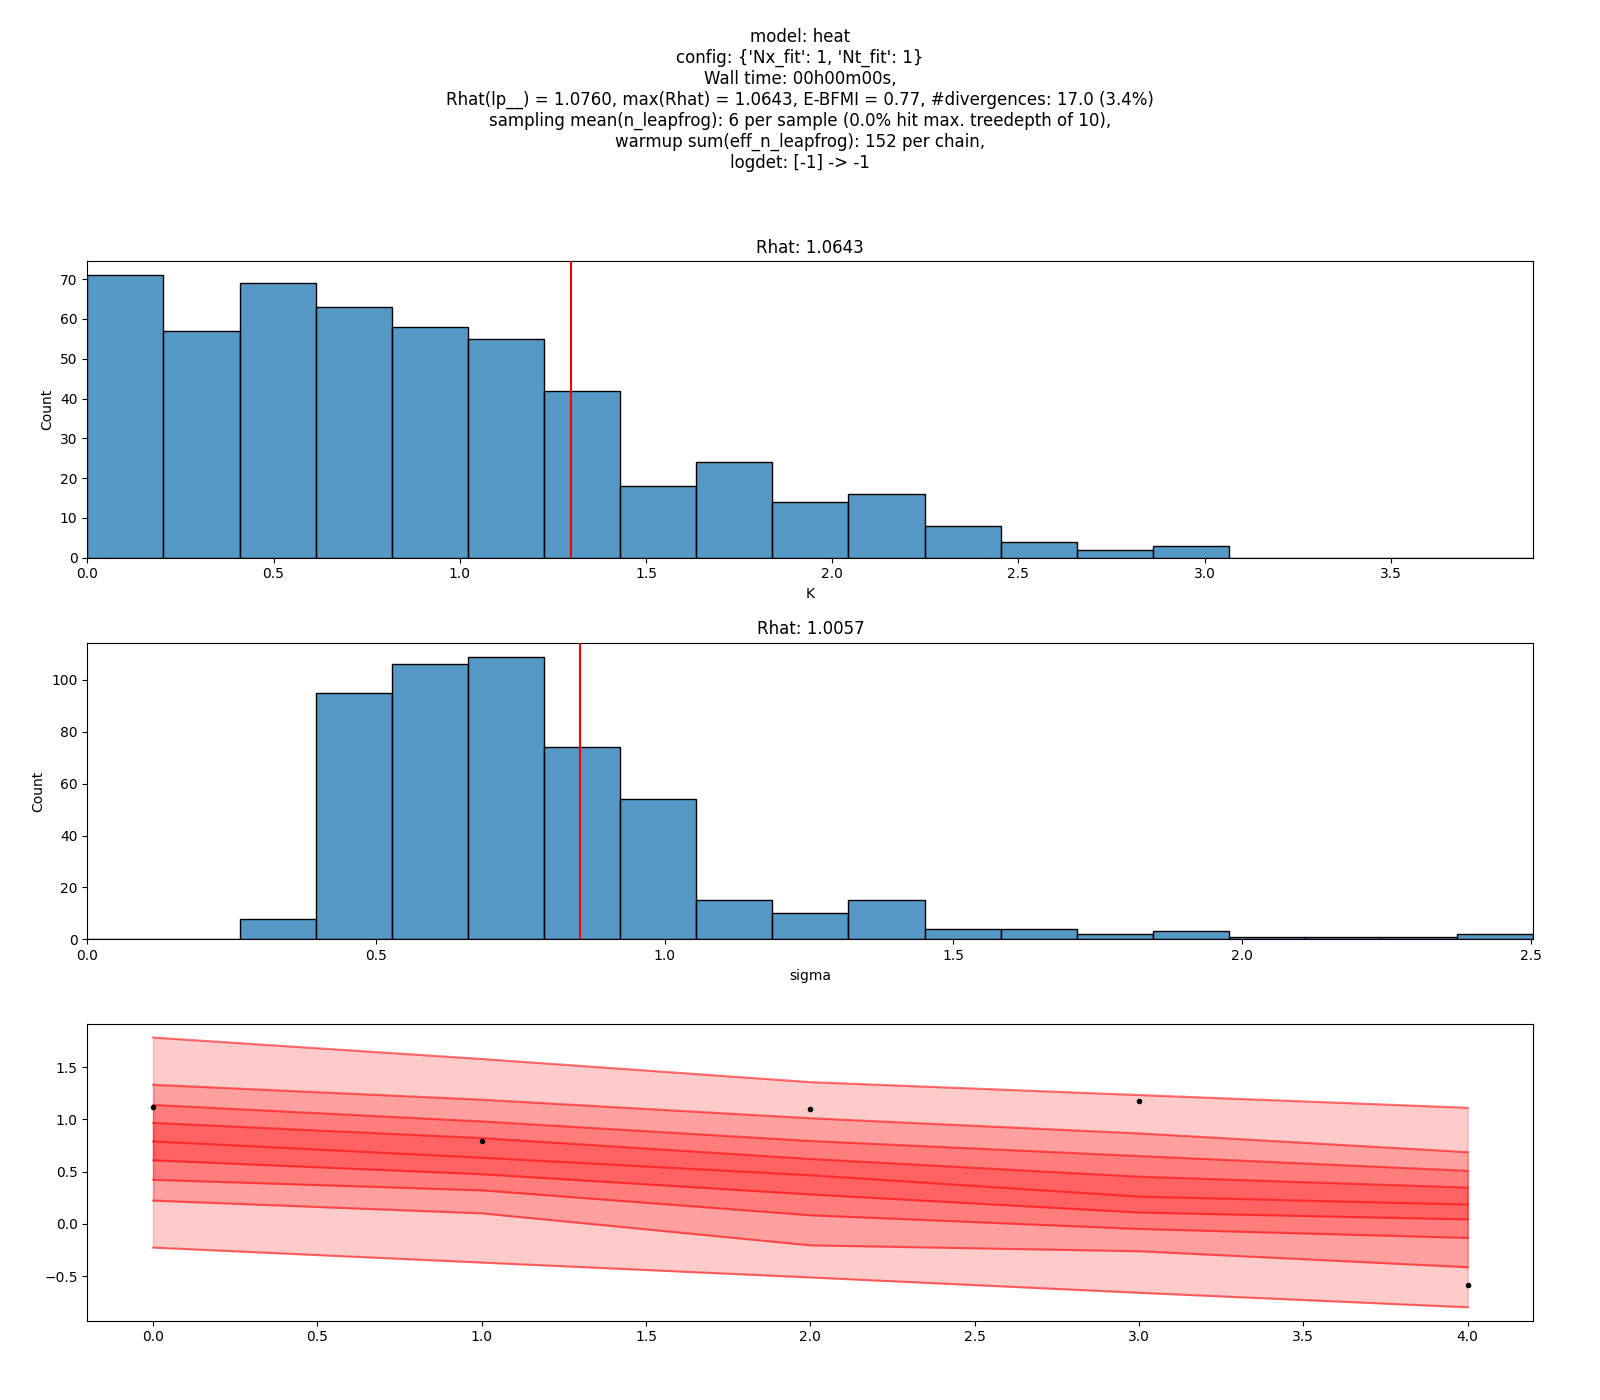 model: heat
config: {'Nx_fit': 1, 'Nt_fit': 1}
Wall time: 00h00m00s,
Rhat(lp__) = 1.0760, max(Rhat) = 1.0643, E-BFMI = 0.77, #divergences: 17.0 (3.4%)
sampling mean(n_leapfrog): 6 per sample (0.0% hit max. treedepth of 10),
warmup sum(eff_n_leapfrog): 152 per chain,
logdet: [-1] -> -1
Rhat: 1.0643
70
60
50
40
30
20
10
0
Count
0.0 0.5 1.0 1.5 2.0 2.5 3.0 3.5
K
Rhat: 1.0057
100
80
60
40
20
0
Count
0.0 0.5 1.0 1.5 2.0 2.5
sigma
1.5
1.0
0.5
0.0
−0.5
0.0 0.5 1.0 1.5 2.0 2.5 3.0 3.5 4.0